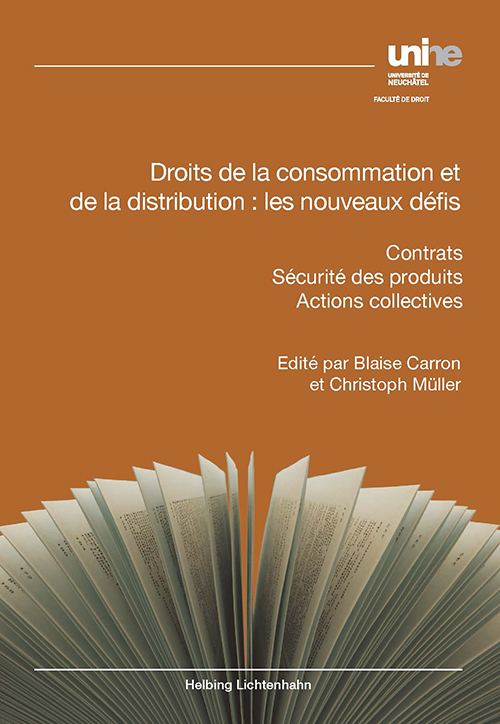 unine
UNIVERSITÉ DE
NEUCHÂTEL
FACULTÉ DE DROIT
Droits de la consommation et
de la distribution : les nouveaux défis
Contrats
Sécurité des produits
Actions collectives
Edité par Blaise Carron
et Christoph Müller
Helbing Lichtenhahn